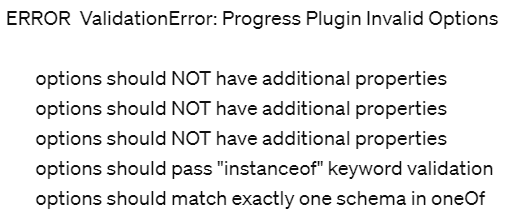 ERROR ValidationError: Progress Plugin Invalid Options
options should NOT have additional properties
options should NOT have additional properties
options should NOT have additional properties
options should pass "instanceof" keyword validation
options should match exactly one schema in oneOf